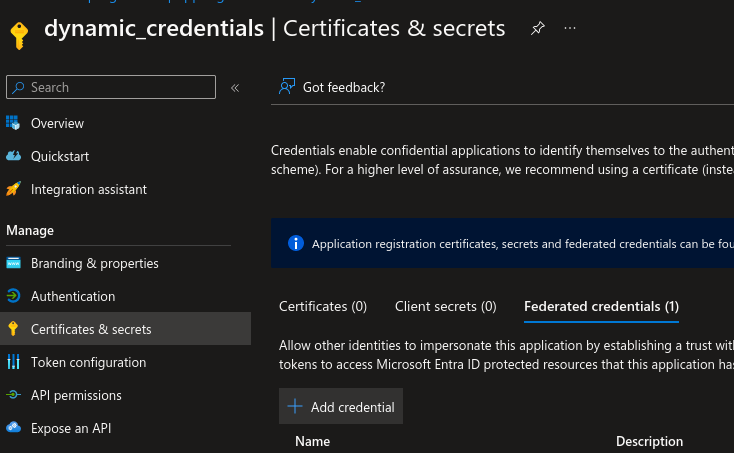 dynamic_credentials | Certificates & secrets
Search
Got feedback?
Overview
Quickstart
Integration assistant
Manage
Branding & properties
Authentication
Certificates & secrets
Token configuration
API permissions
Expose an API
Credentials enable confidential applications to identify themselves to the authent
scheme). For a higher level of assurance, we recommend using a certificate (inste
Application registration certificates, secrets and federated credentials can be fou
Certificates (0) Client secrets (0) Federated credentials (1)
Allow other identities to impersonate this application by establishing a trust wit
tokens to access Microsoft Entra ID protected resources that this application has
Add credential
Name Description